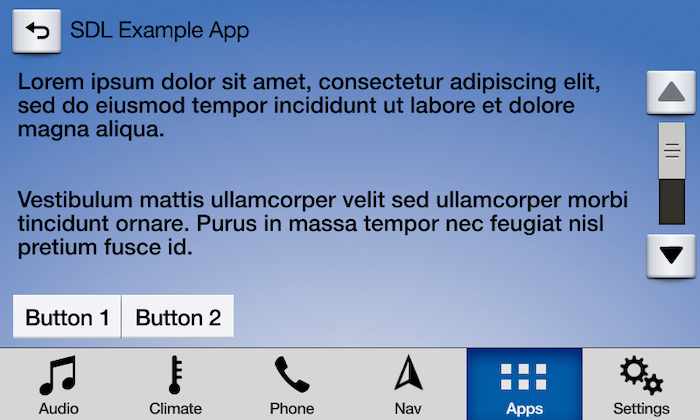 SDL Example App
Lorem ipsum dolor sit amet, consectetur adipiscing elit,
sed do eiusmod tempor incididunt ut labore et dolore
magna aliqua.
Vestibulum mattis ullamcorper velit sed ullamcorper morbi
tincidunt ornare. Purus in massa tempor nec feugiat nisl
pretium fusce id.
Button 1 Button 2
Audio Climate Phone Nav Apps Settings